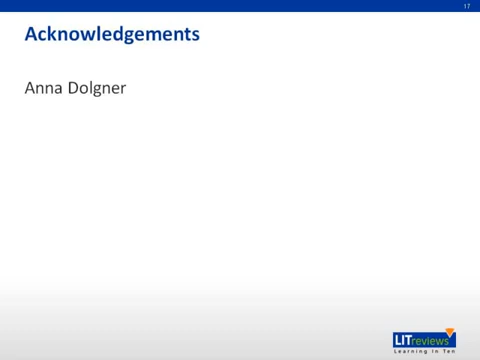 17
Acknowledgements
Anna Dolgner
LITreviews
Learning In Ten